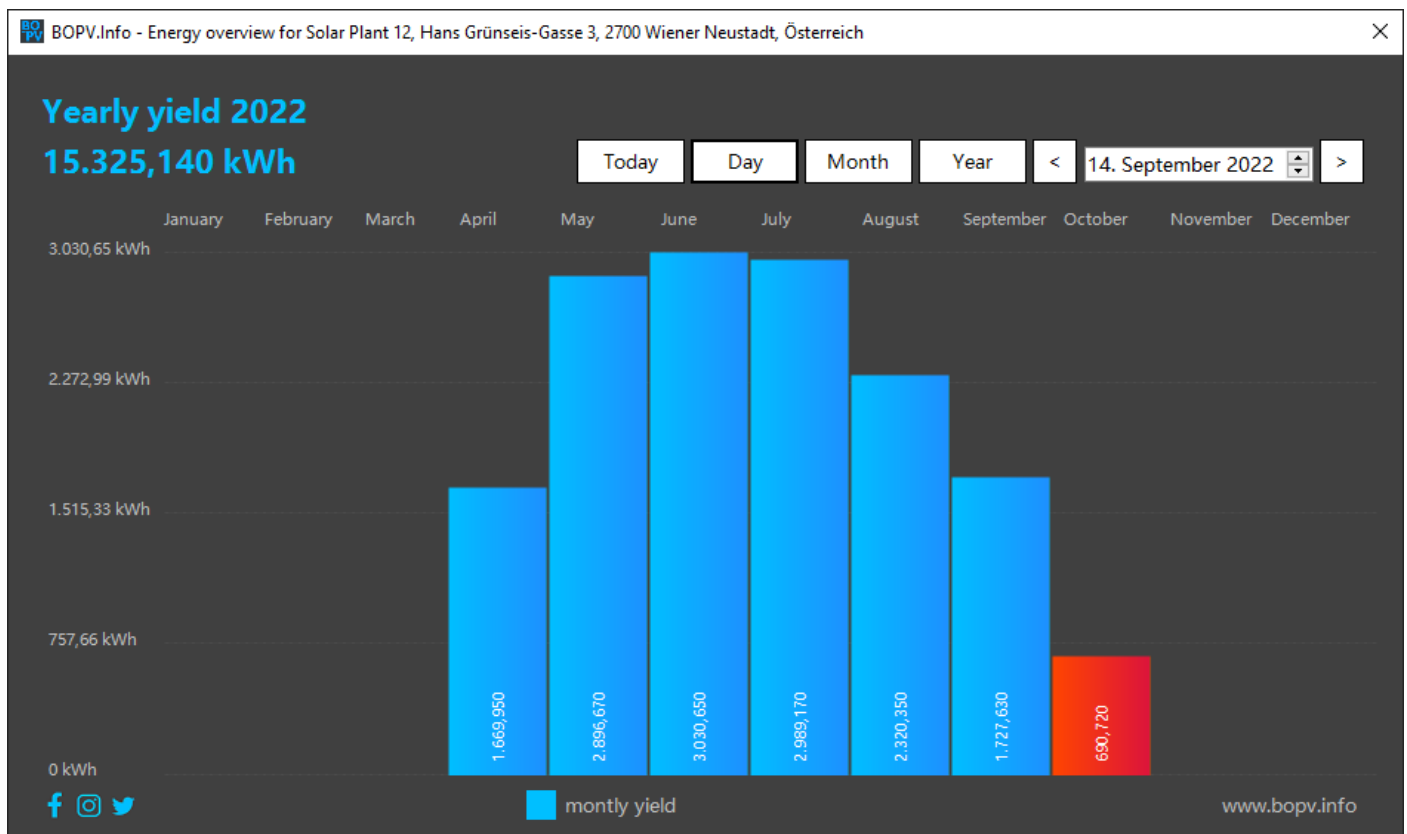 BO
PV
BOPV.Info - Energy overview for Solar Plant 12, Hans Grünseis-Gasse 3, 2700 Wiener Neustadt, Österreich
Yearly yield 2022
15.325,140 kWh
Today Day Month Year < 14. September 2022 >
January February March April May June July August September October November December
3.030,65 kWh
2.272,99 kWh
1.515,33 kWh
757,66 kWh
1.669,950 2.896,670 3.030,650 2.989,170 2.320,350 1.727,630 690,720
0 kWh
montly yield www.bopv.info